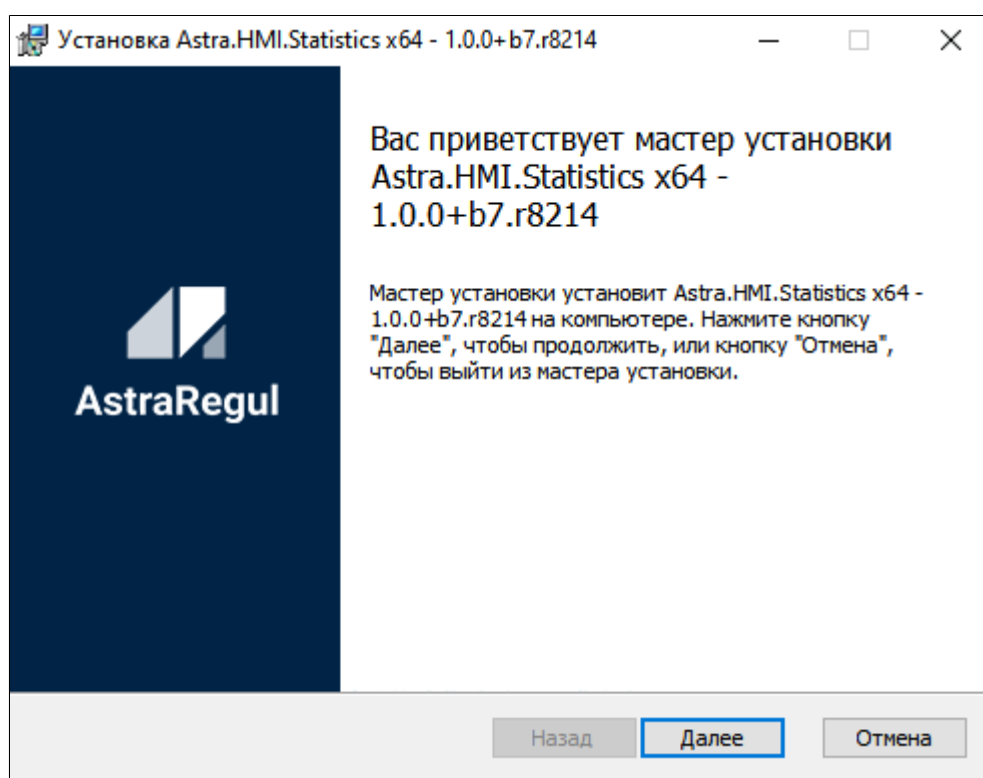 Установка Astra.HMI.Statistics x64 - 1.0.0+b7.r8214
Вас приветствует мастер установки
Astra.HMI.Statistics x64 -
1.0.0+b7.r8214
Мастер установки установит Astra.HMI.Statistics x64 -
1.0.0+b7.r8214 на компьютере. Нажмите кнопку
"Далее", чтобы продолжить, или кнопку "Отмена",
чтобы выйти из мастера установки.
AstraRegul
Назад Далее Отмена